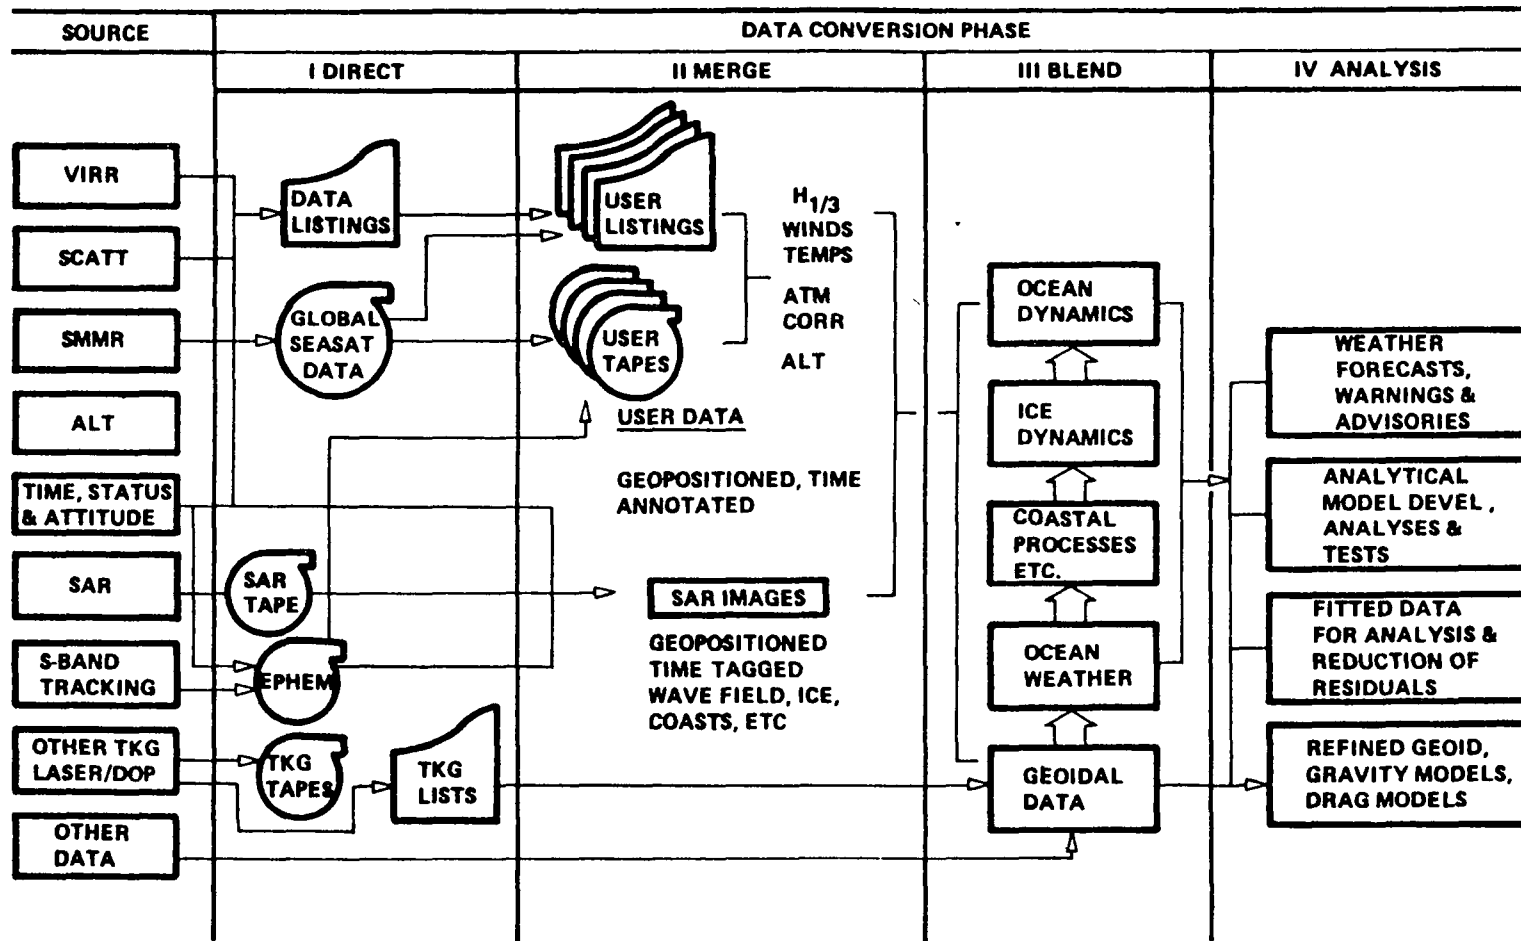 SOURCE
DATA CONVERSION PHASE
I DIRECT
II MERGE
III BLEND
IV ANALYSIS
VIRR
SCATT
SMMR
ALT
TIME, STATUS
& ATTITUDE
SAR
S-BAND
TRACKING
OTHER TKG
LASER/DOP
OTHER
DATA
DATA
LISTINGS
GLOBAL
SEASAT
DATA
SAR
TAPE
EPHEM
TKG
TAPES
TKG
LISTS
USER
LISTINGS
USER
TAPES
USER DATA
H1/3
WINDS
TEMPS
ATM
CORR
ALT
GEOPOSITIONED, TIME
ANNOTATED
SAR IMAGES
GEOPOSITIONED
TIME TAGGED
WAVE FIELD, ICE,
COASTS, ETC
OCEAN
DYNAMICS
ICE
DYNAMICS
COASTAL
PROCESSES
ETC.
OCEAN
WEATHER
GEOIDAL
DATA
WEATHER
FORECASTS,
WARNINGS &
ADVISORIES
ANALYTICAL
MODEL DEVEL,
ANALYSES &
TESTS
FITTED DATA
FOR ANALYSIS &
REDUCTION OF
RESIDUALS
REFINED GEOID,
GRAVITY MODELS,
DRAG MODELS